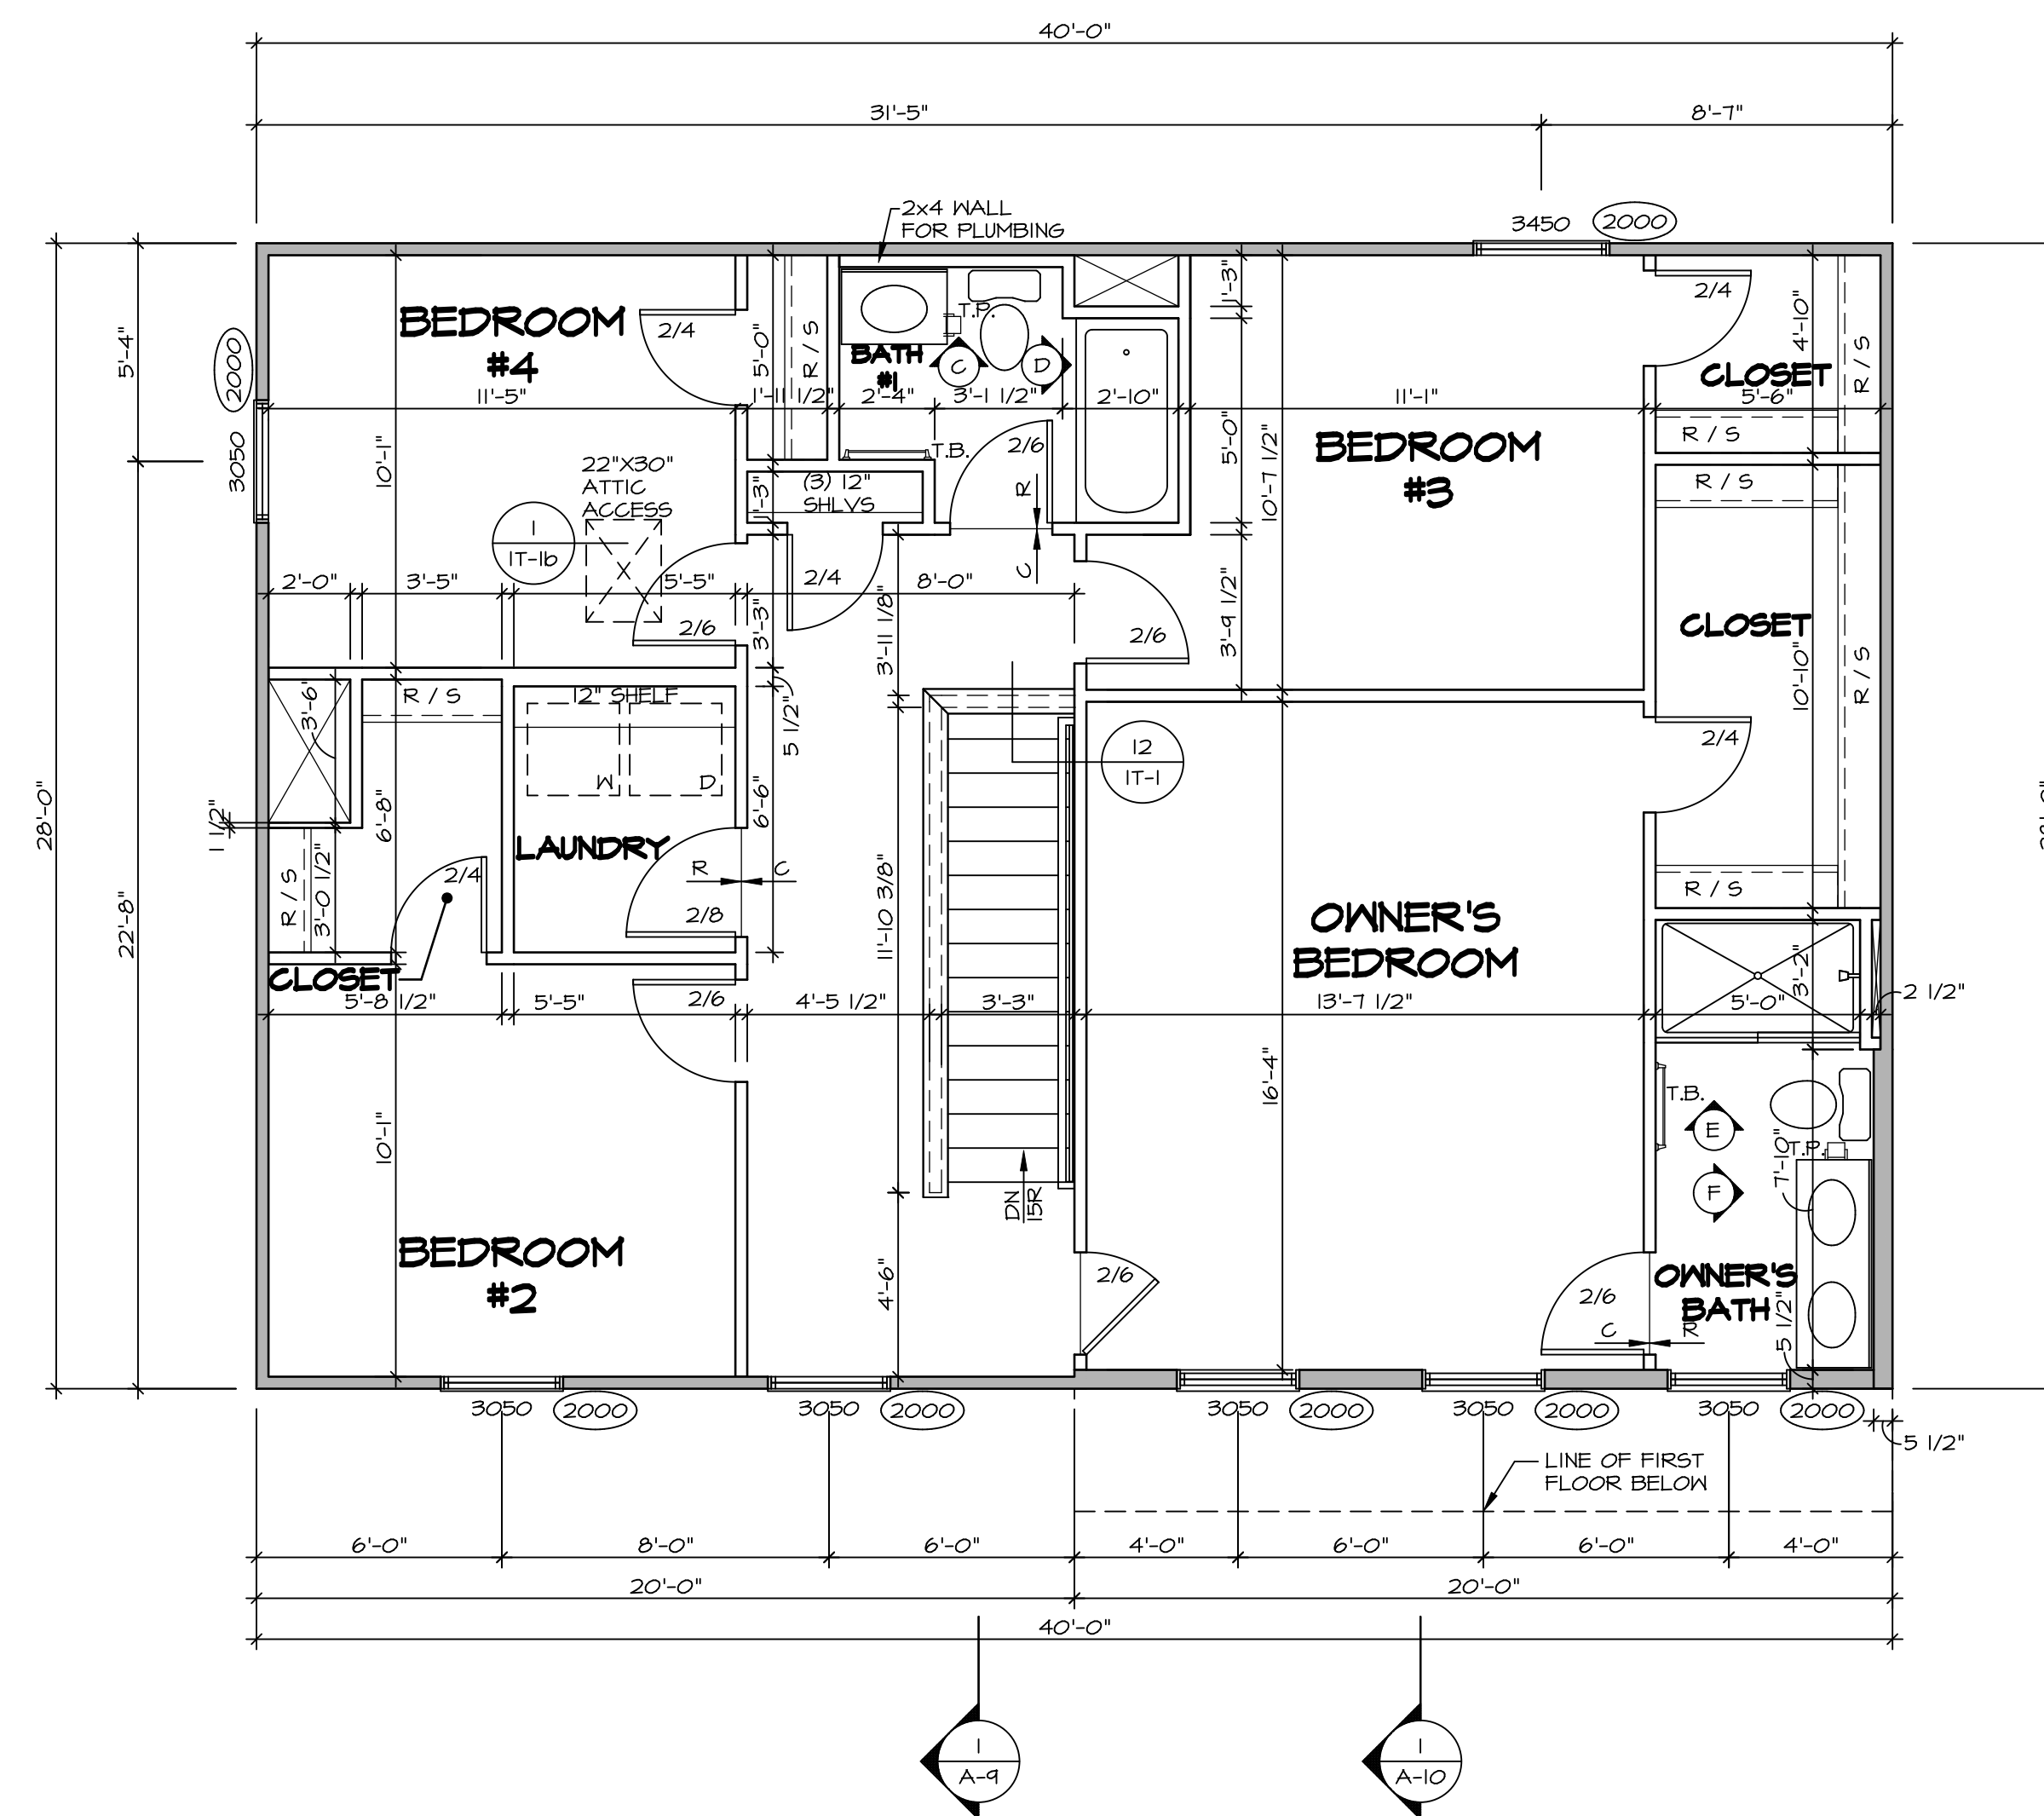 40'-0"
31'-5"
8'-7"
2x4 WALL
FOR PLUMBING
3450
2000
BEDROOM
#4
2/4
5'-0"
R / S
T.P.
BATH
#1
C
D
1'-3"
2/4
4'-10"
R / S
CLOSET
5'-4"
2000
3050
11'-5"
1'-11 1/2"
2'-4"
3'-1 1/2"
2'-10"
11'-1"
5'-6"
10'-1"
22"X30"
ATTIC
ACCESS
T.B.
2/6
5'-0"
10'-7 1/2"
BEDROOM
#3
R / S
R / S
(3) 12"
SHLVS
R
C
1
1T-1b
2'-0"
3'-5"
5'-5"
2/4
8'-0"
2/6
3'-3"
3'-11 1/8"
2/6
3'-9 1/2"
CLOSET
10'-10"
R / S
3'-6"
R / S
12" SHELF
5 1/2"
12
1T-1
2/4
W
D
28'-0"
22'-8"
1 1/2"
6'-8"
6'-6"
LAUNDRY
R / S
3'-0 1/2"
2/4
R
C
2/8
11'-10 3/8"
R / S
OWNER'S
BEDROOM
CLOSET
5'-8 1/2"
5'-5"
2/6
4'-5 1/2"
3'-3"
13'-7 1/2"
3'-2"
5'-0"
2 1/2"
16'-4"
10'-1"
T.B.
E
T.P.
7'-10"
F
DN
15R
BEDROOM
#2
4'-6"
2/6
2/6
OWNER'S
BATH
C
R
5 1/2"
3050
2000
3050
2000
3050
2000
3050
2000
3050
2000
5 1/2"
LINE OF FIRST
FLOOR BELOW
6'-0"
8'-0"
6'-0"
4'-0"
6'-0"
6'-0"
4'-0"
20'-0"
20'-0"
40'-0"
1
A-9
1
A-10